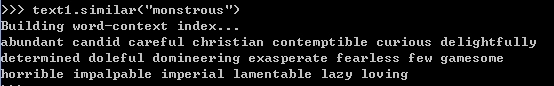 >>> text1.similar("monstrous")
Building word-context index...
abundant candid careful christian contemptible curious delightfully
determined doleful domineering exasperate fearless few gamesome
horrible impalpable imperial lamentable lazy loving
>>>